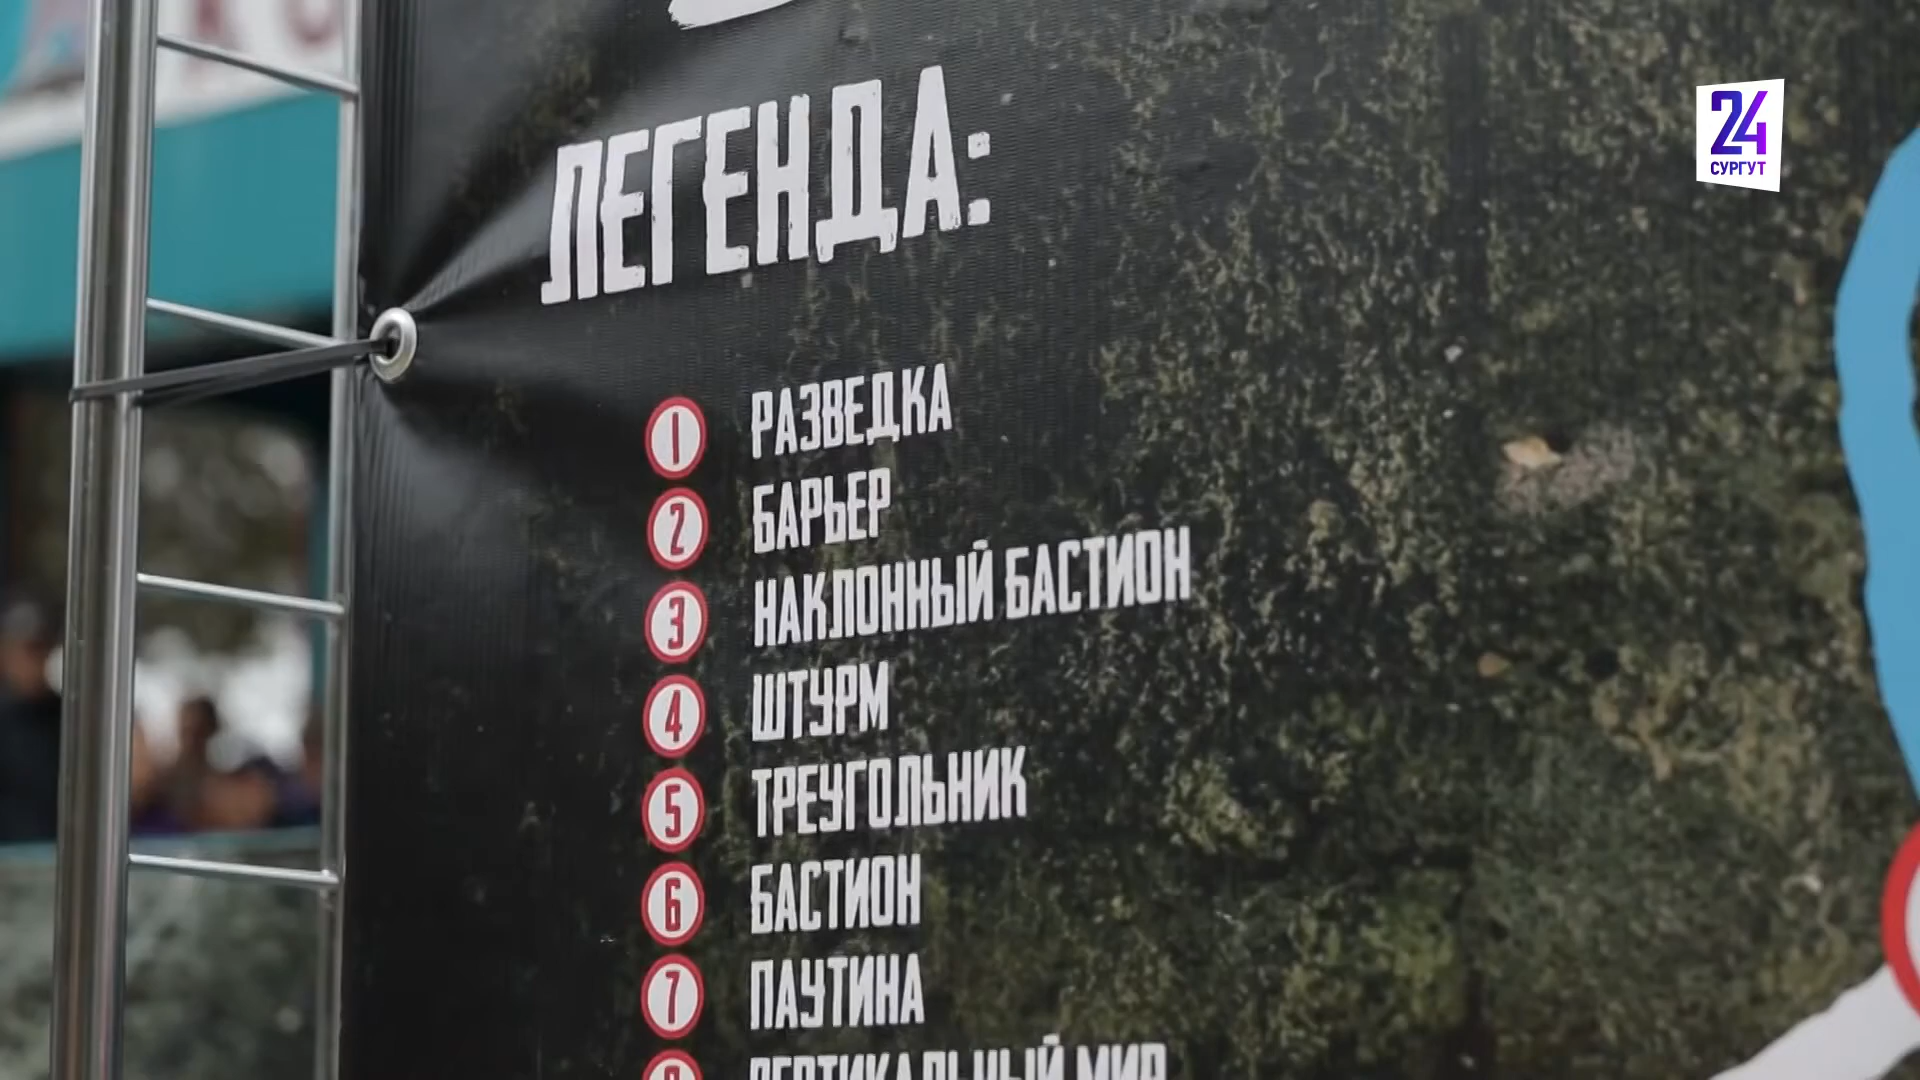 ЛЕГЕНДА:
24
СУРГУТ
1 РАЗВЕДКА
2 БАРЬЕР
3 НАКЛОННЫЙ БАСТИОН
4 ШТУРМ
5 ТРЕУГОЛЬНИК
6 БАСТИОН
7 ПАУТИНА
8 ВЕРТИКАЛЬНЫЙ МИР